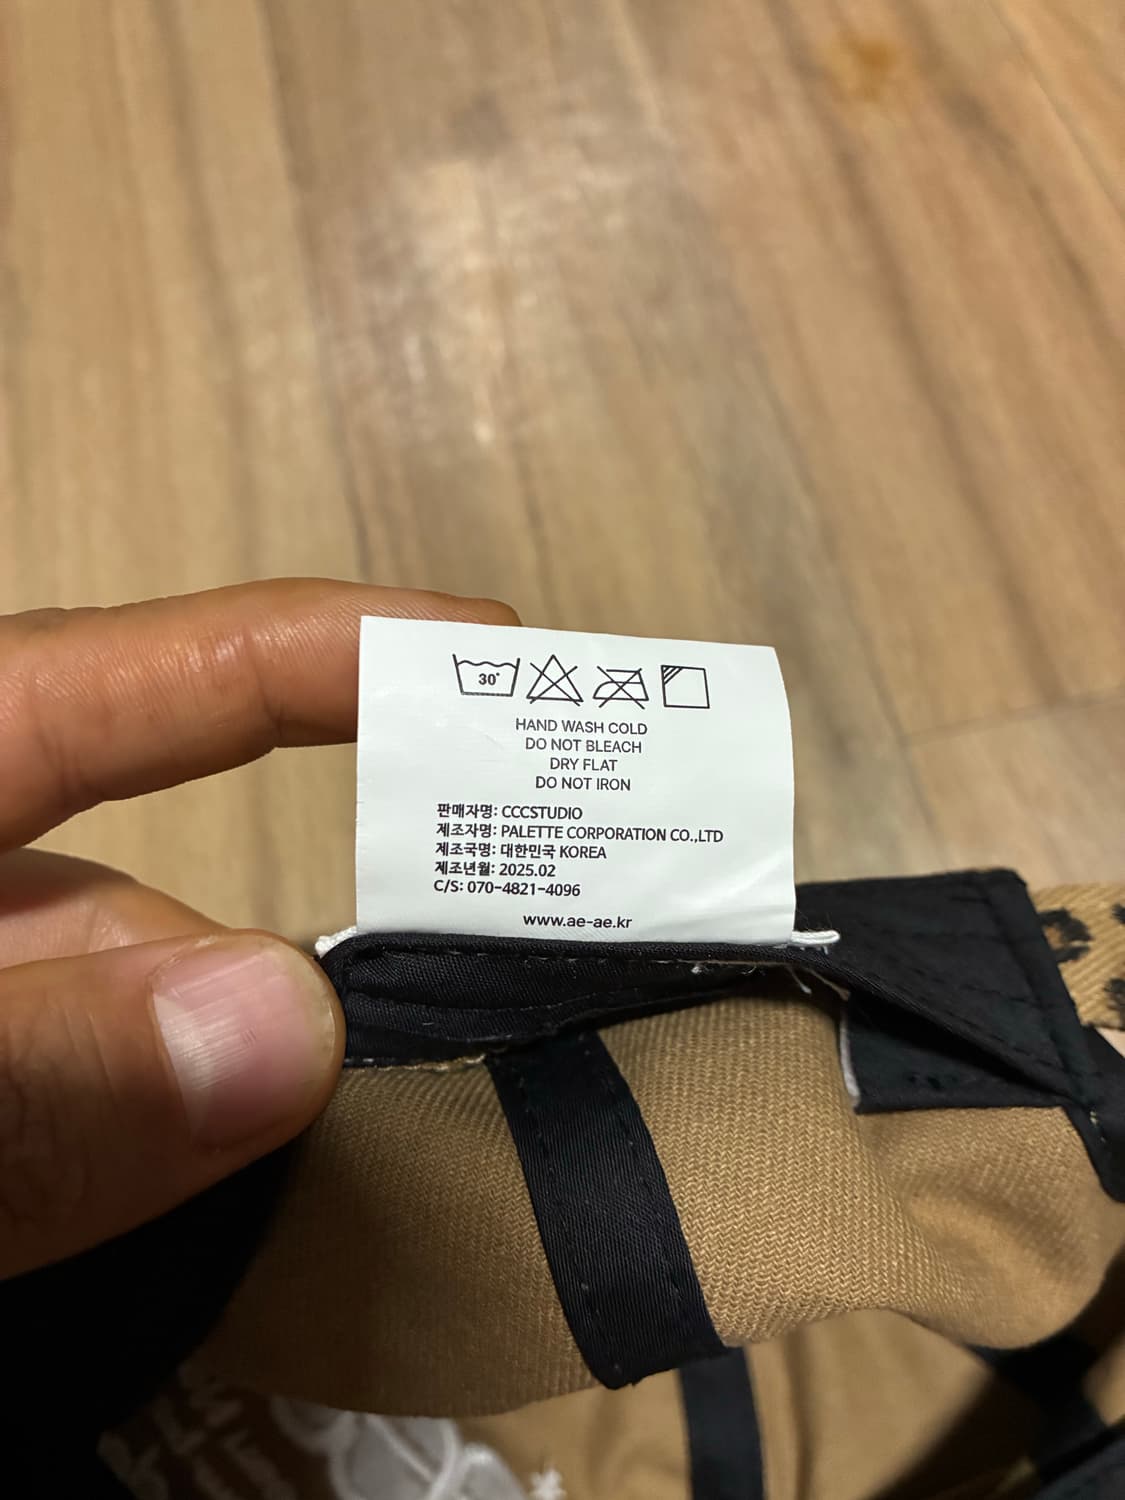 30°
HAND WASH COLD
DO NOT BLEACH
DRY FLAT
DO NOT IRON
판매자명: CCCSTUDIO
제조자명: PALETTE CORPORATION CO.,LTD
제조국명: 대한민국 KOREA
제조년월: 2025.02
C/S: 070-4821-4096
www.ae-ae.kr